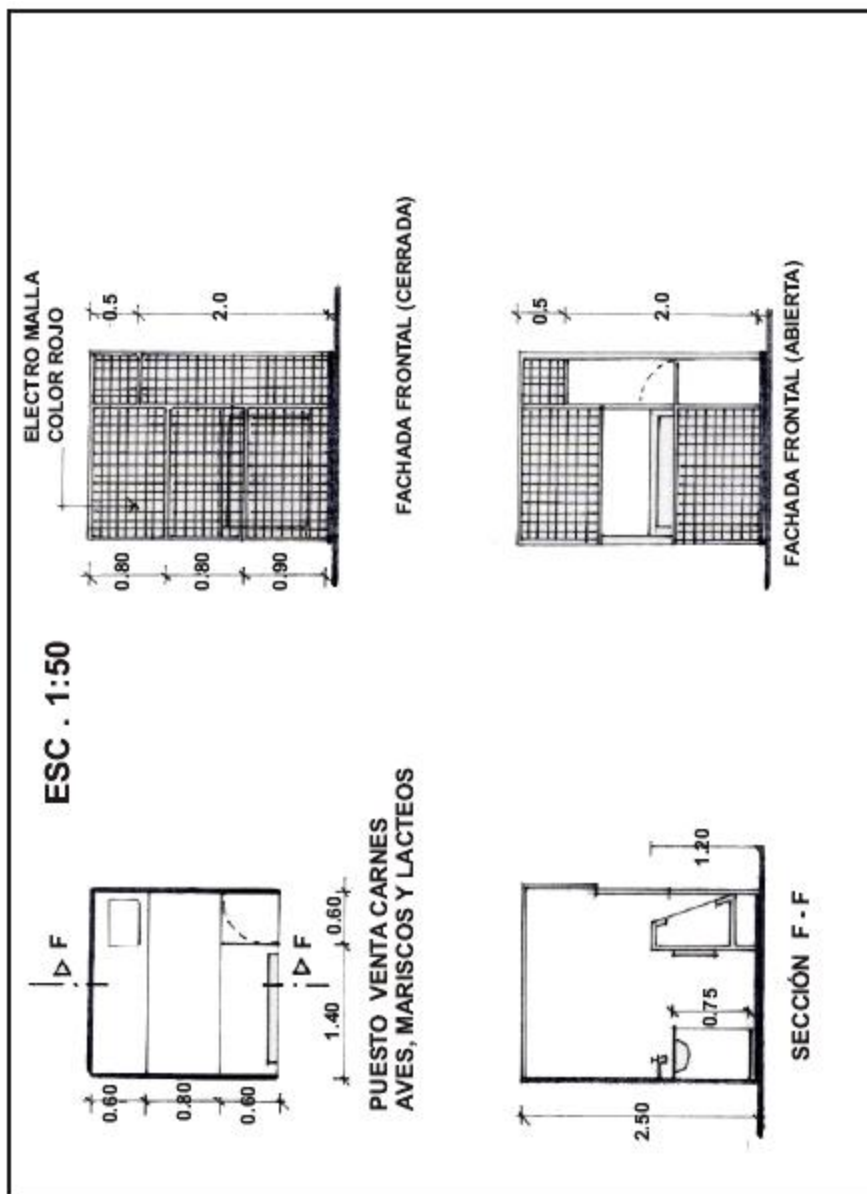 ESC . 1:50
ELECTRO MALLA
COLOR ROJO
0.5
2.0
0.80
0.80
0.90
FACHADA FRONTAL (CERRADA)
F
F
0.60
0.80
0.60
1.40
0.60
PUESTO VENTA CARNES
AVES, MARISCOS Y LACTEOS
0.5
2.0
FACHADA FRONTAL (ABIERTA)
2.50
0.75
1.20
SECCIÓN F - F